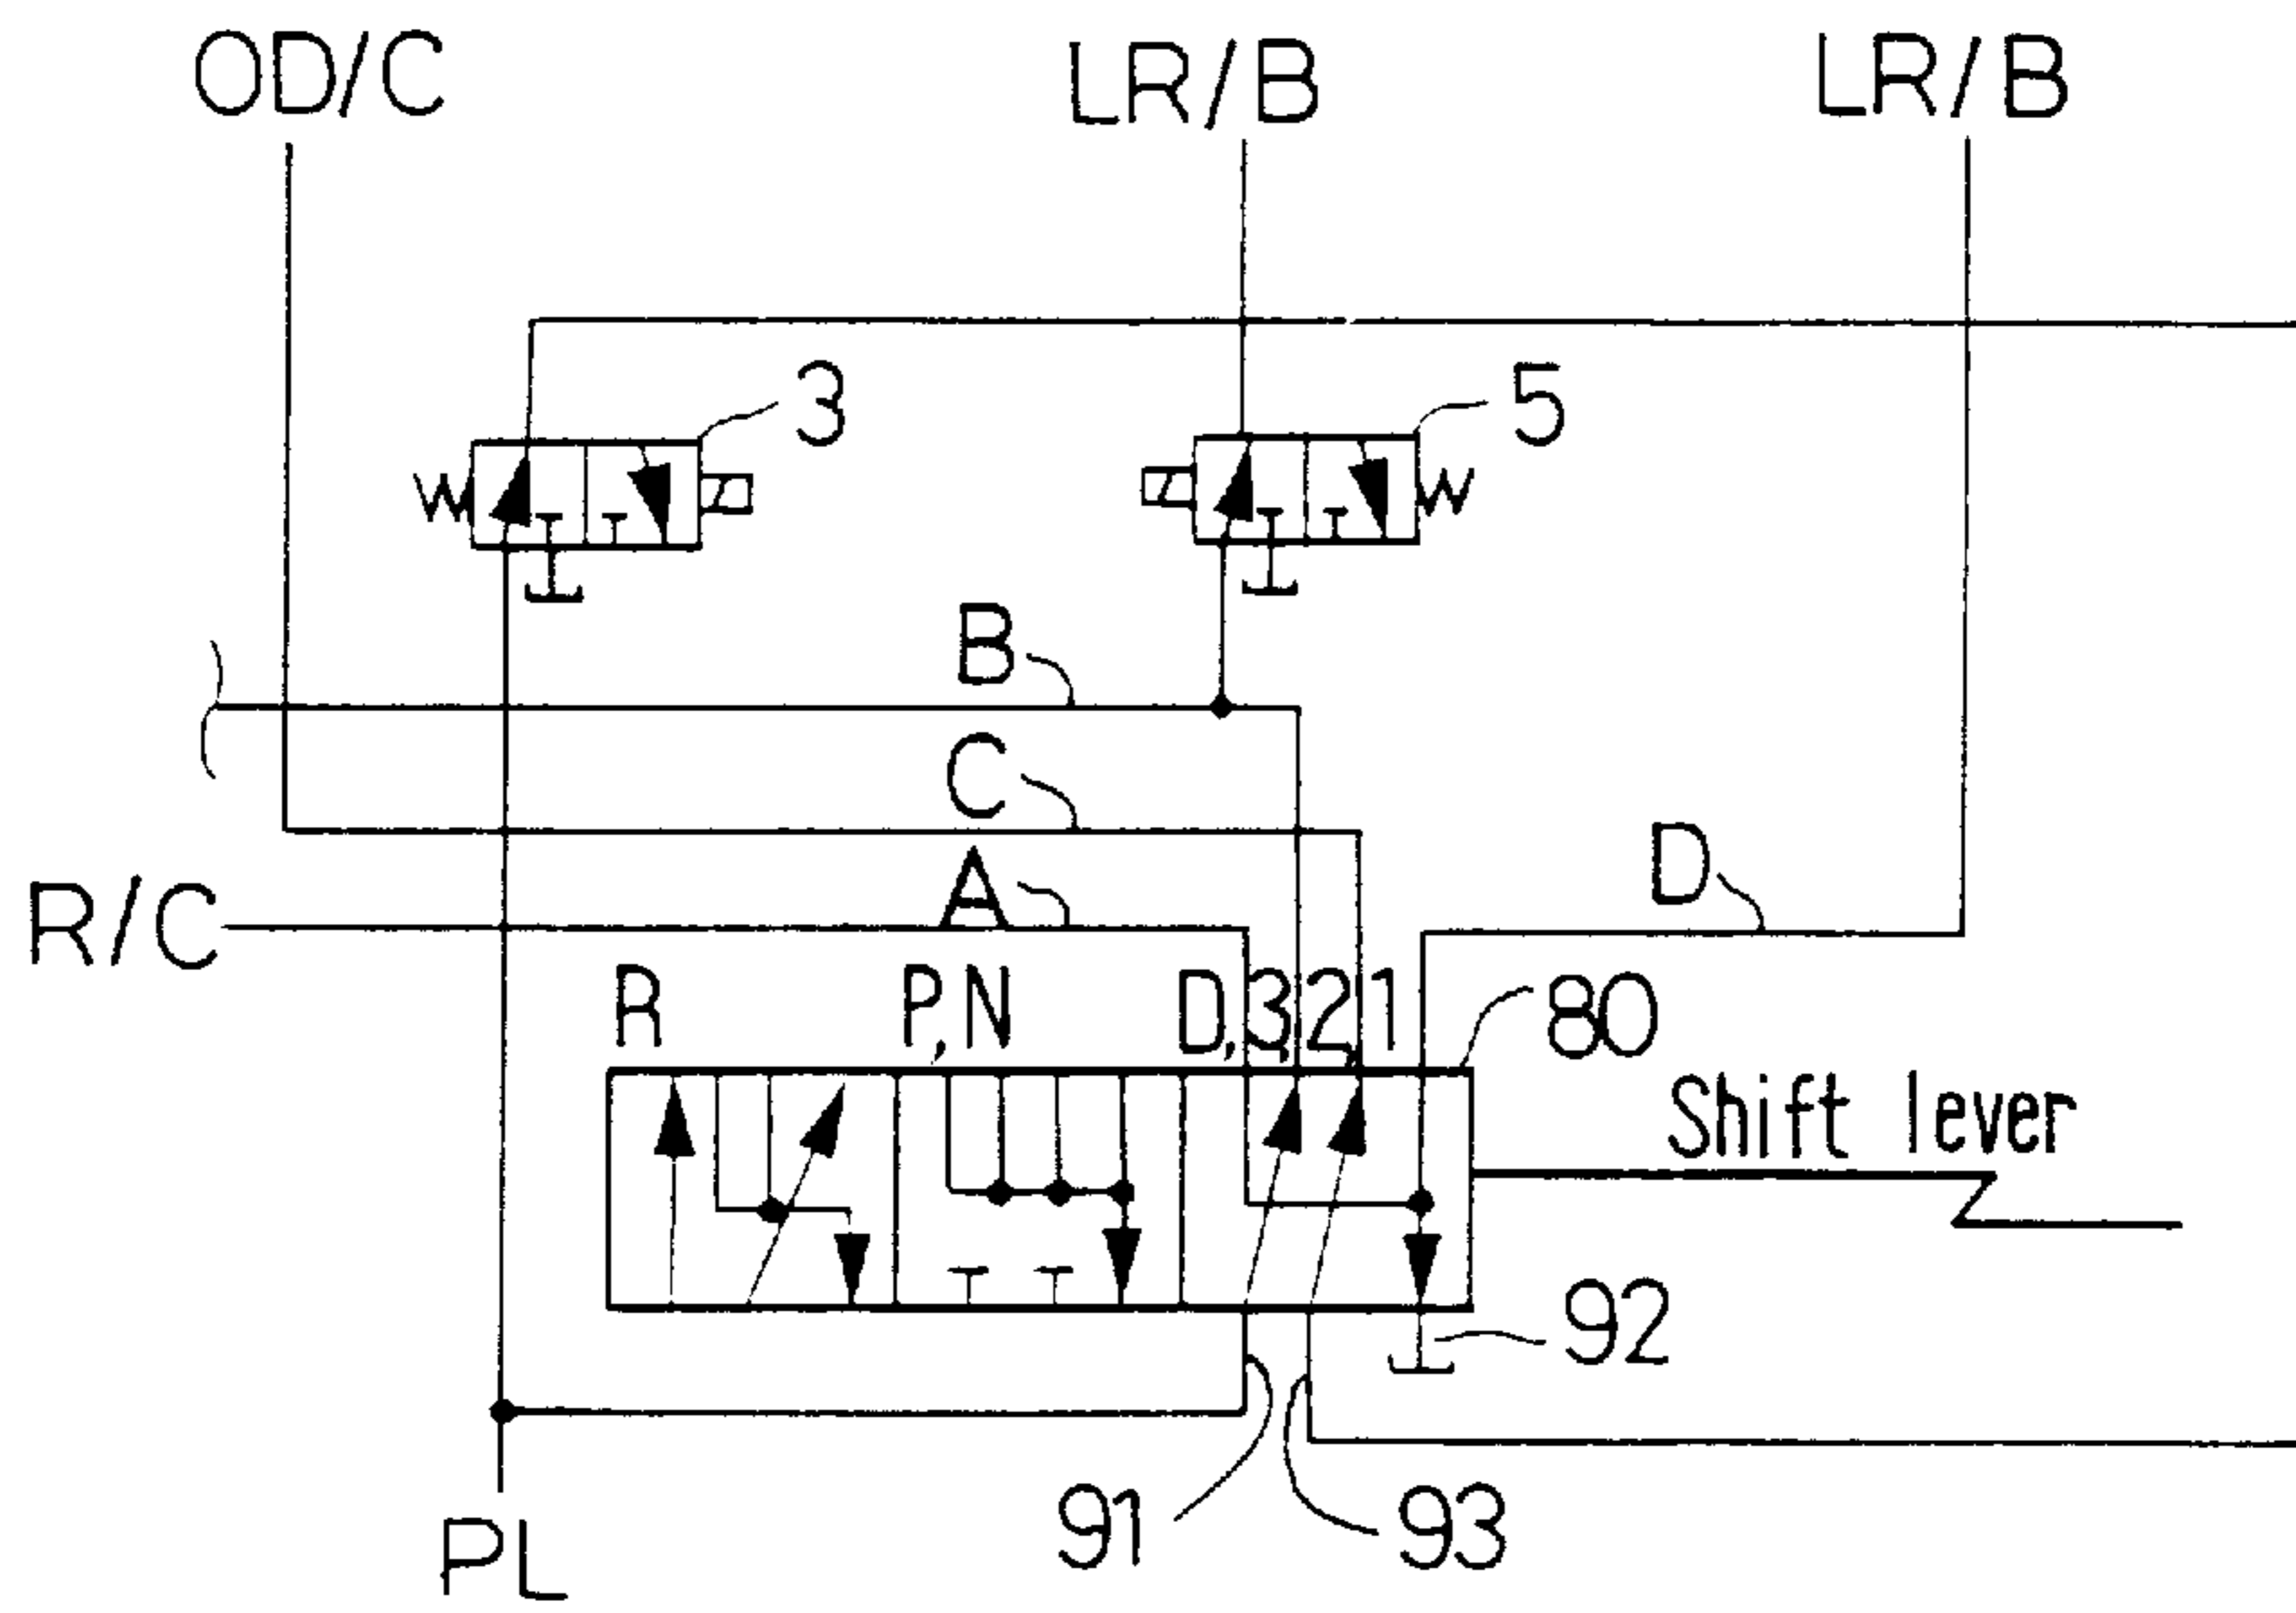 OD/C LR/B LR/B
3 5
B
C
D
A
R/C
R P,N D,3,2,1 80
Shift lever
92
91 93
PL